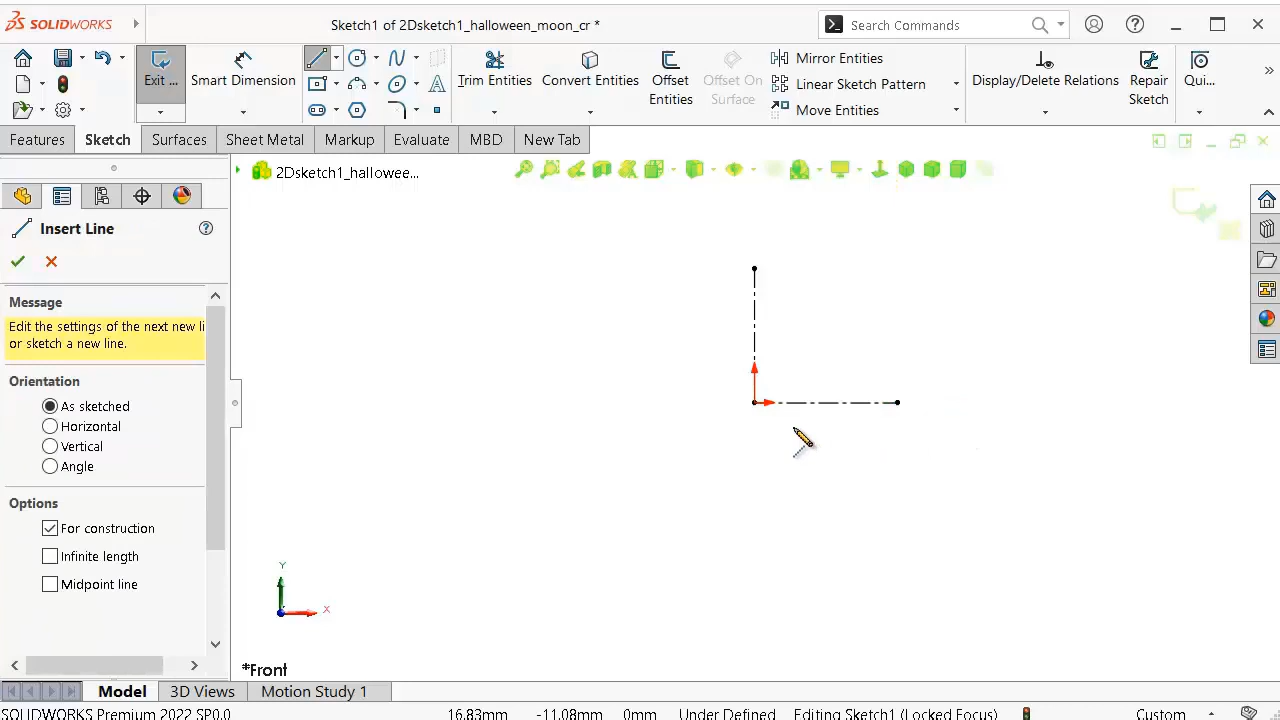 SOLIDWORKS
Sketch1 of 2Dsketch1_halloween_moon_cr *
Search Commands
Exit ...
Smart Dimension
Trim Entities
Convert Entities
Offset Entities
Offset On Surface
Mirror Entities
Linear Sketch Pattern
Move Entities
Display/Delete Relations
Repair Sketch
Qui...
Features
Sketch
Surfaces
Sheet Metal
Markup
Evaluate
MBD
New Tab
2Dsketch1_hallowee...
Insert Line
Message
Edit the settings of the next new li
or sketch a new line.
Orientation
As sketched
Horizontal
Vertical
Angle
Options
For construction
Infinite length
Midpoint line
Y
X
*Front
Model
3D Views
Motion Study 1
SOLIDWORKS Premium 2022 SP0.0
16.83mm
-11.08mm
0mm
Under Defined
Editing Sketch1 (Locked Focus)
Custom